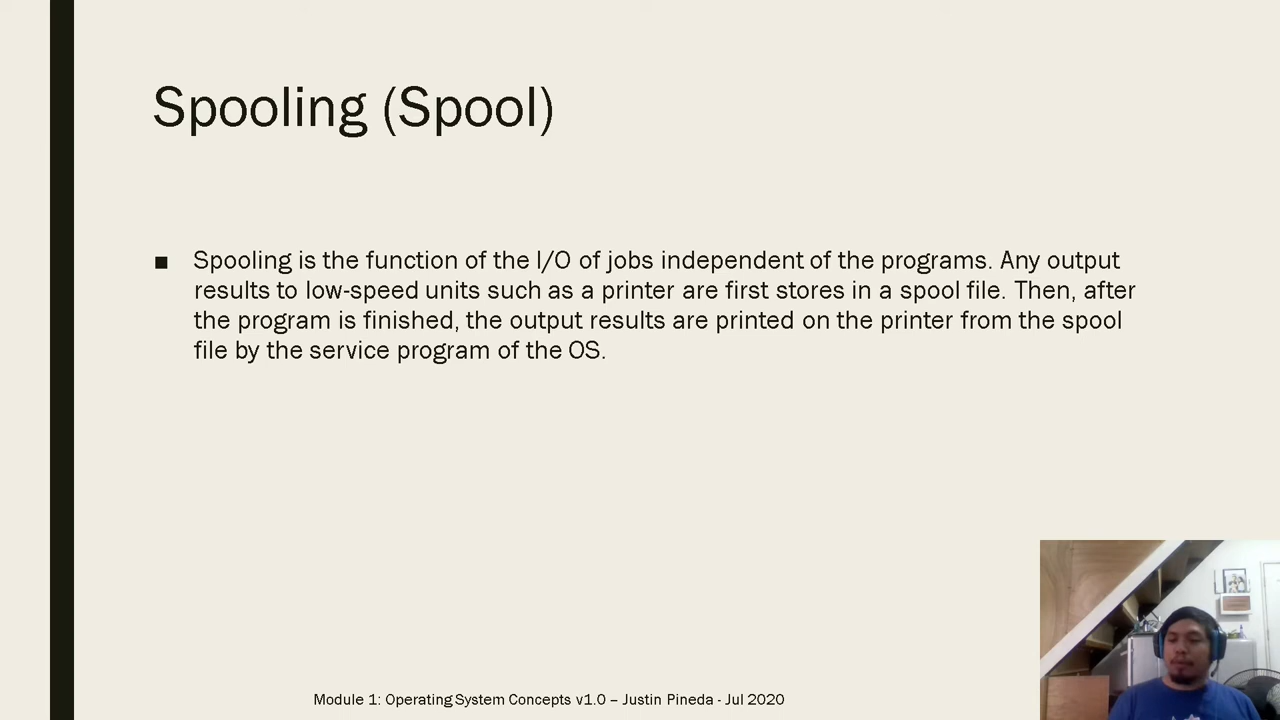 Spooling (Spool)
■ Spooling is the function of the I/O of jobs independent of the programs. Any output
results to low-speed units such as a printer are first stores in a spool file. Then, after
the program is finished, the output results are printed on the printer from the spool
file by the service program of the OS.
Module 1: Operating System Concepts v1.0 – Justin Pineda - Jul 2020